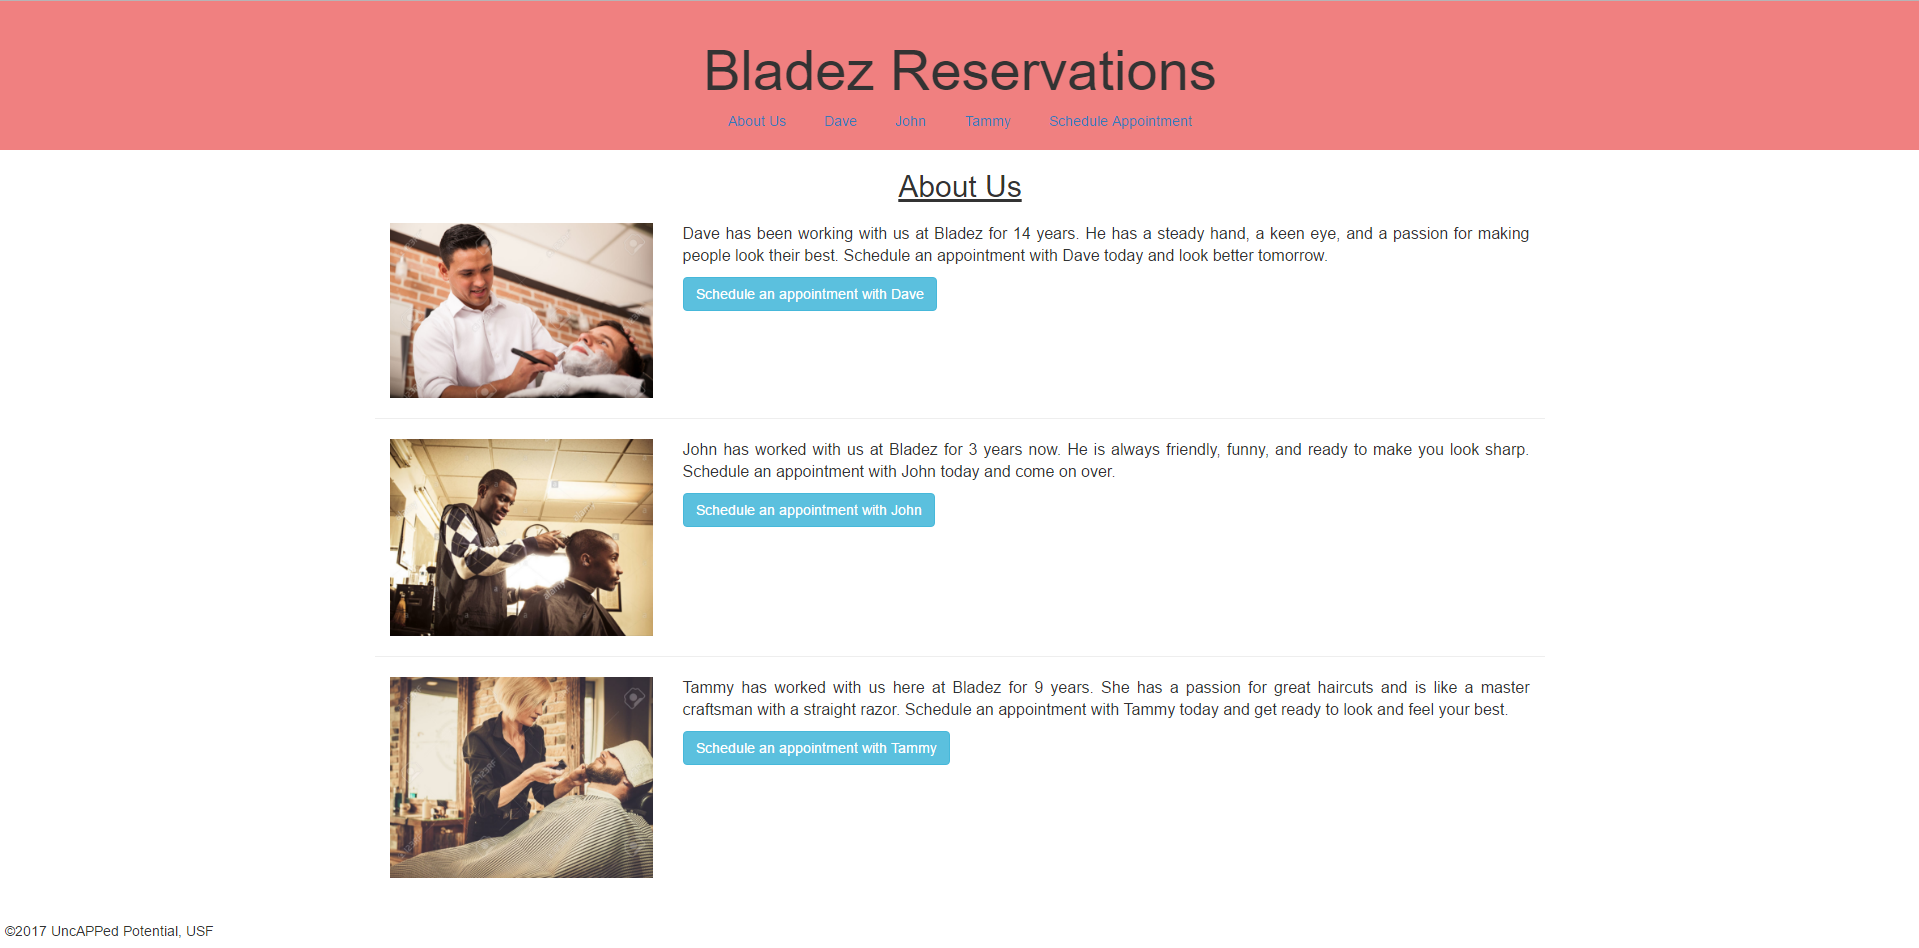 Bladez Reservations
About Us Dave John Tammy Schedule Appointment
About Us
Dave has been working with us at Bladez for 14 years. He has a steady hand, a keen eye, and a passion for making
people look their best. Schedule an appointment with Dave today and look better tomorrow.
Schedule an appointment with Dave
John has worked with us at Bladez for 3 years now. He is always friendly, funny, and ready to make you look sharp.
Schedule an appointment with John today and come on over.
Schedule an appointment with John
Tammy has worked with us here at Bladez for 9 years. She has a passion for great haircuts and is like a master
craftsman with a straight razor. Schedule an appointment with Tammy today and get ready to look and feel your best.
Schedule an appointment with Tammy
©2017 UncAPPed Potential, USF